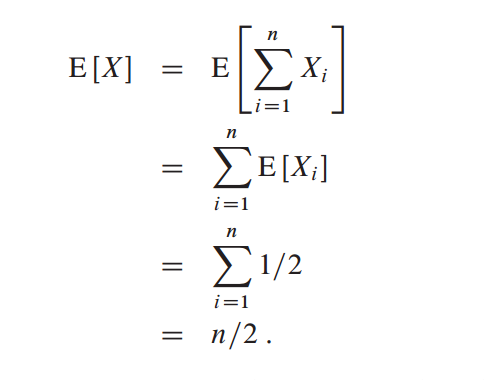 E[X] = E[∑_{i=1}^{n} X_i]
= ∑_{i=1}^{n} E[X_i]
= ∑_{i=1}^{n} 1/2
= n/2 .